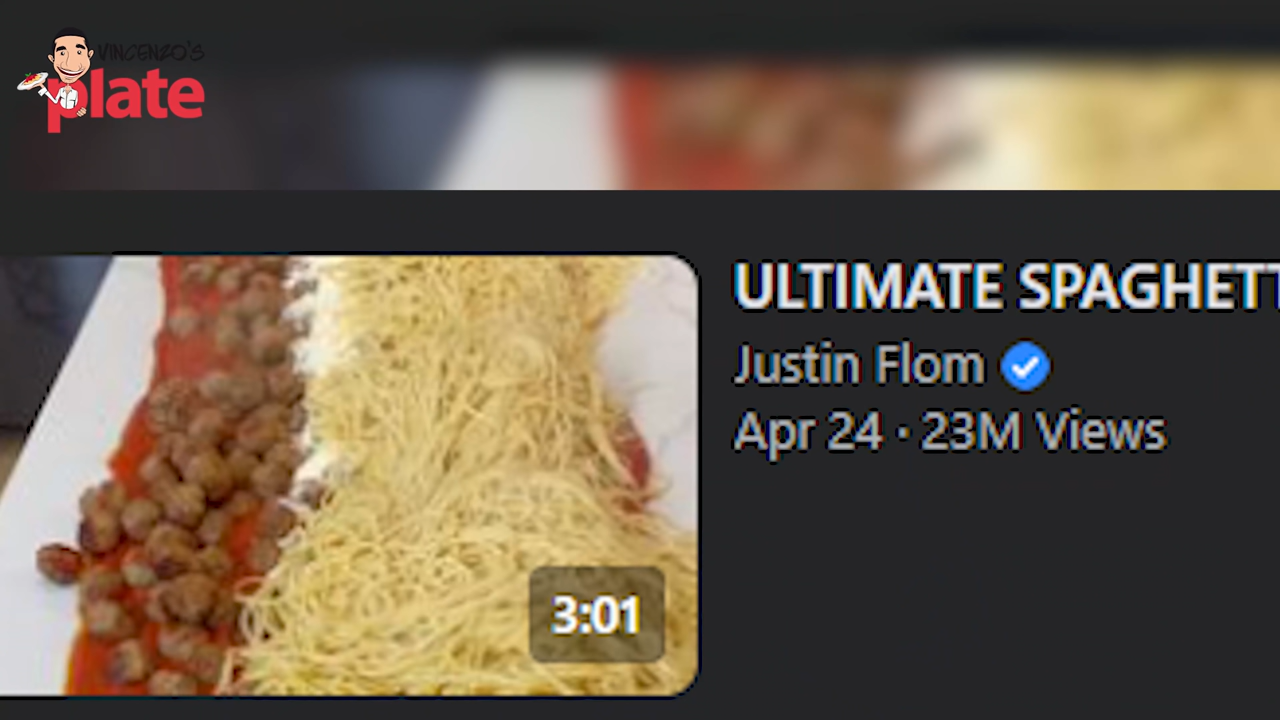 VINCENZO'S
plate
ULTIMATE SPAGHETT
Justin Flom
Apr 24 · 23M Views
3:01